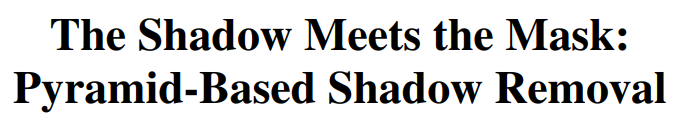 The Shadow Meets the Mask:
Pyramid-Based Shadow Removal